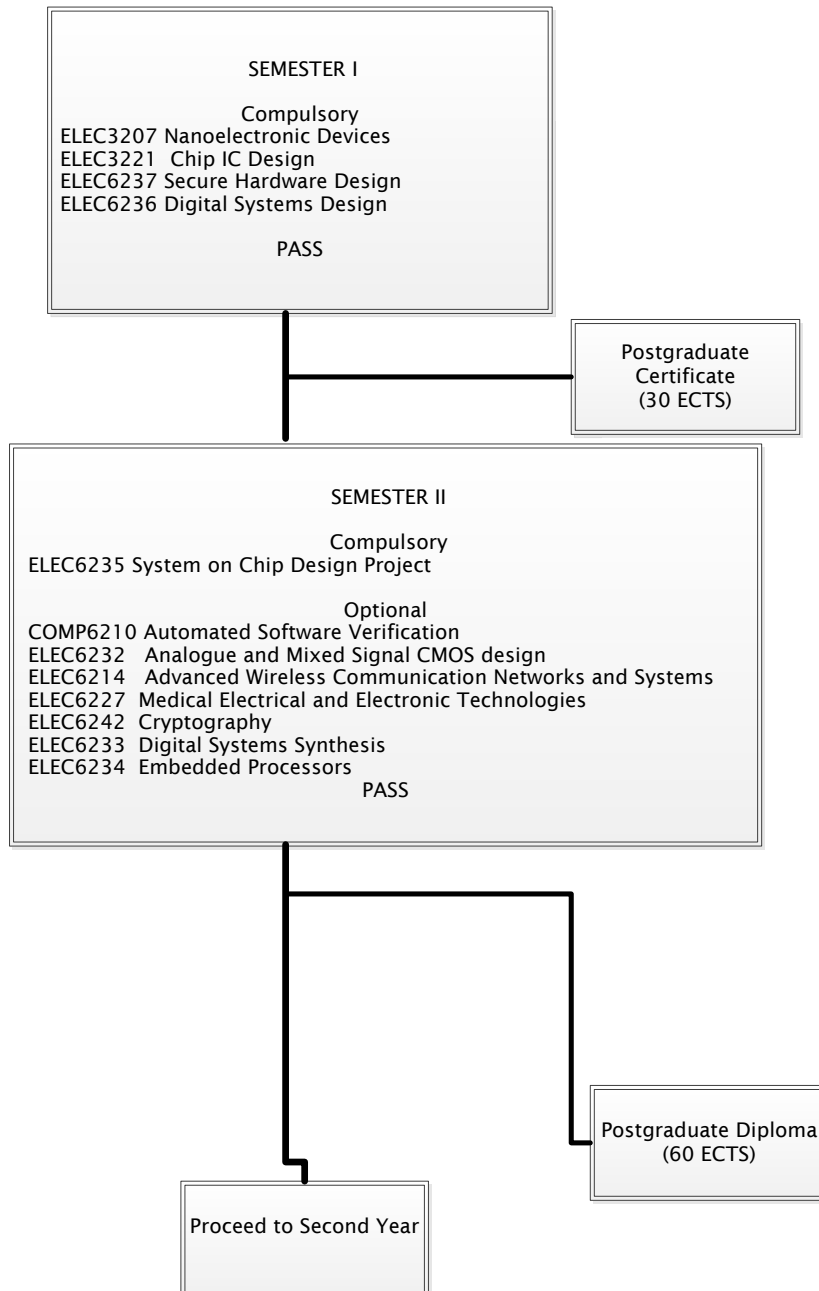 SEMESTER I
Compulsory
ELEC3207 Nanoelectronic Devices
ELEC3221 Chip IC Design
ELEC6237 Secure Hardware Design
ELEC6236 Digital Systems Design
PASS
Postgraduate
Certificate
(30 ECTS)
SEMESTER II
Compulsory
ELEC6235 System on Chip Design Project
Optional
COMP6210 Automated Software Verification
ELEC6232 Analogue and Mixed Signal CMOS design
ELEC6214 Advanced Wireless Communication Networks and Systems
ELEC6227 Medical Electrical and Electronic Technologies
ELEC6242 Cryptography
ELEC6233 Digital Systems Synthesis
ELEC6234 Embedded Processors
PASS
Postgraduate Diploma
(60 ECTS)
Proceed to Second Year